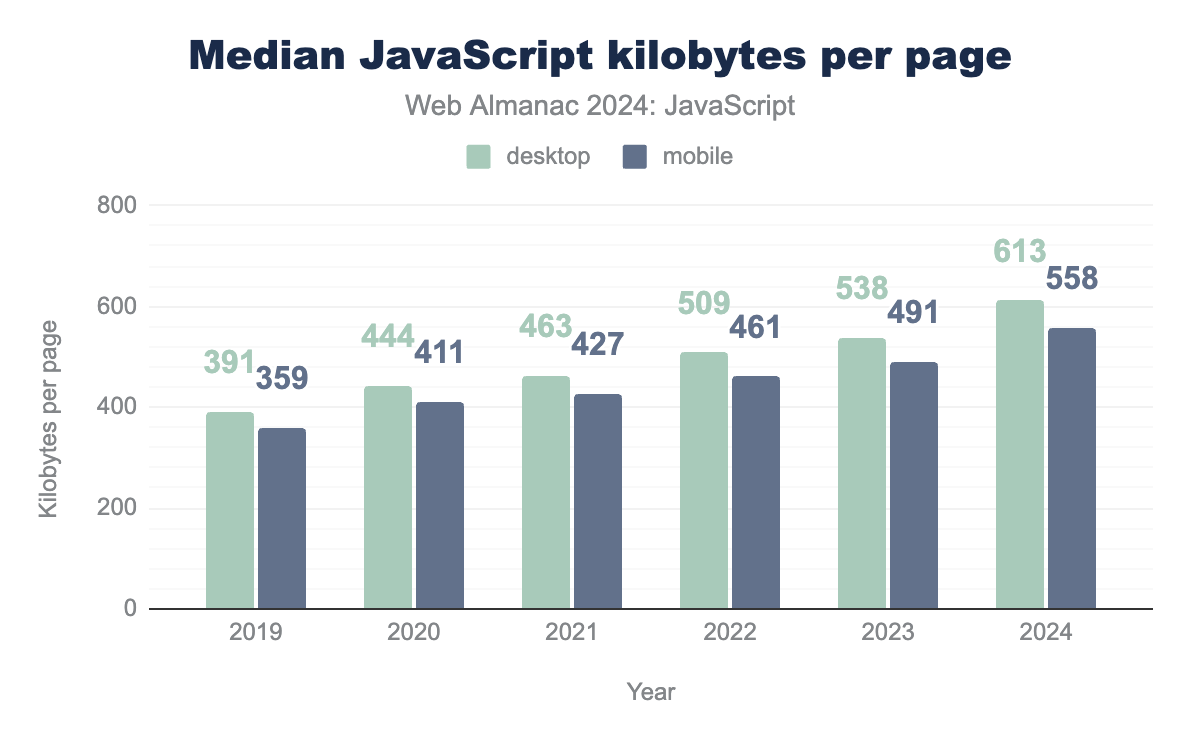 Median JavaScript kilobytes per page
Web Almanac 2024: JavaScript
desktop mobile
Kilobytes per page
800
600
400
200
0
391 359 444 411 463 427 509 461 538 491 613 558
2019 2020 2021 2022 2023 2024
Year